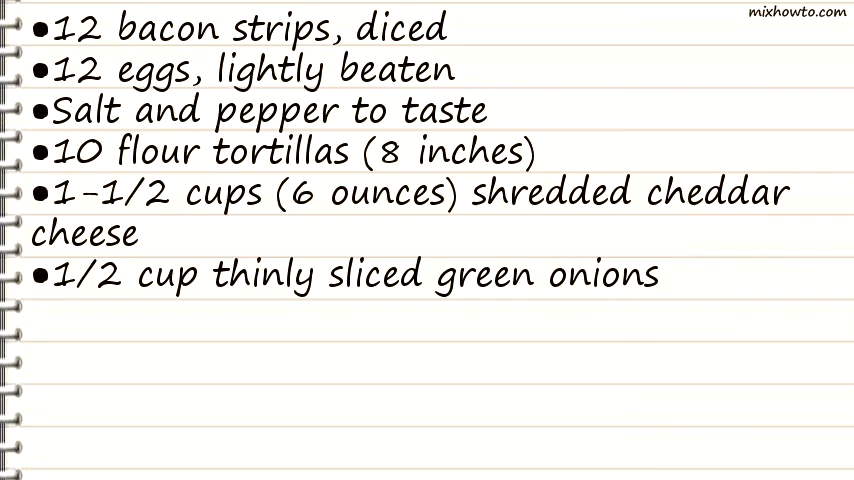 mixhowto.com
•12 bacon strips, diced
•12 eggs, lightly beaten
•Salt and pepper to taste
•10 flour tortillas (8 inches)
•1-1/2 cups (6 ounces) shredded cheddar
cheese
•1/2 cup thinly sliced green onions